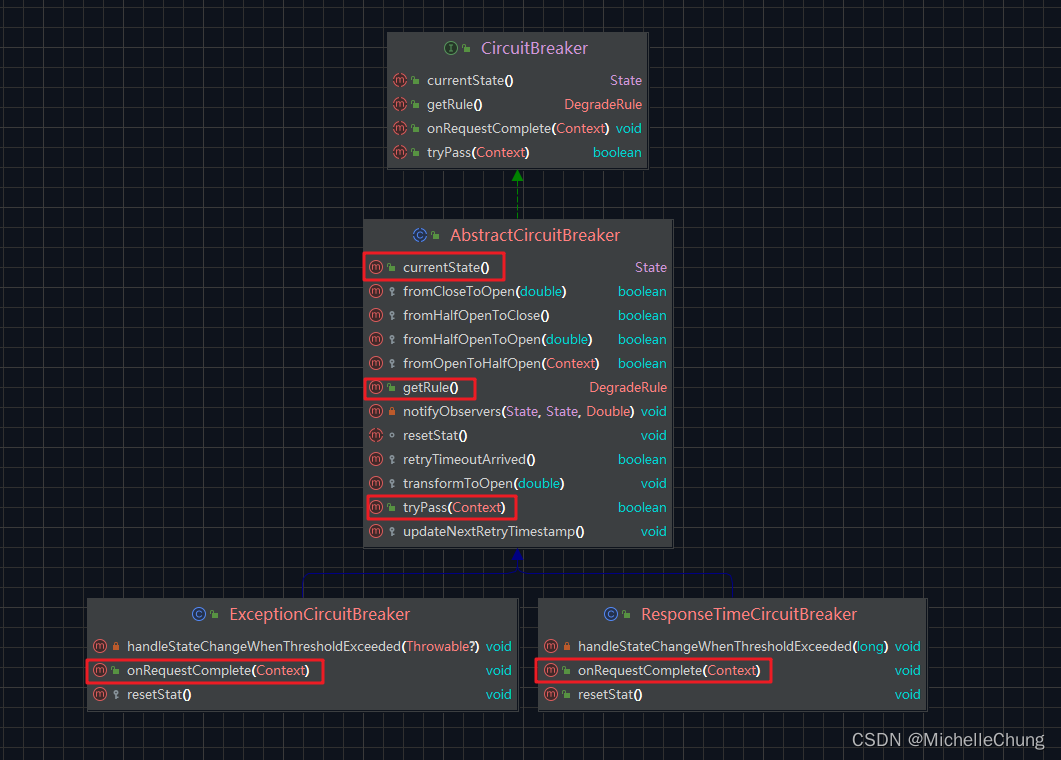 CircuitBreaker
currentState() State
getRule() DegradeRule
onRequestComplete(Context) void
tryPass(Context) boolean
AbstractCircuitBreaker
currentState() State
fromCloseToOpen(double) boolean
fromHalfOpenToClose() boolean
fromHalfOpenToOpen(double) boolean
fromOpenToHalfOpen(Context) boolean
getRule() DegradeRule
notifyObservers(State, State, Double) void
resetStat() void
retryTimeoutArrived() boolean
transformToOpen(double) void
tryPass(Context) boolean
updateNextRetryTimestamp() void
ExceptionCircuitBreaker
handleStateChangeWhenThresholdExceeded(Throwable?) void
onRequestComplete(Context) void
resetStat() void
ResponseTimeCircuitBreaker
handleStateChangeWhenThresholdExceeded(long) void
onRequestComplete(Context) void
resetStat() void
CSDN @MichelleChung